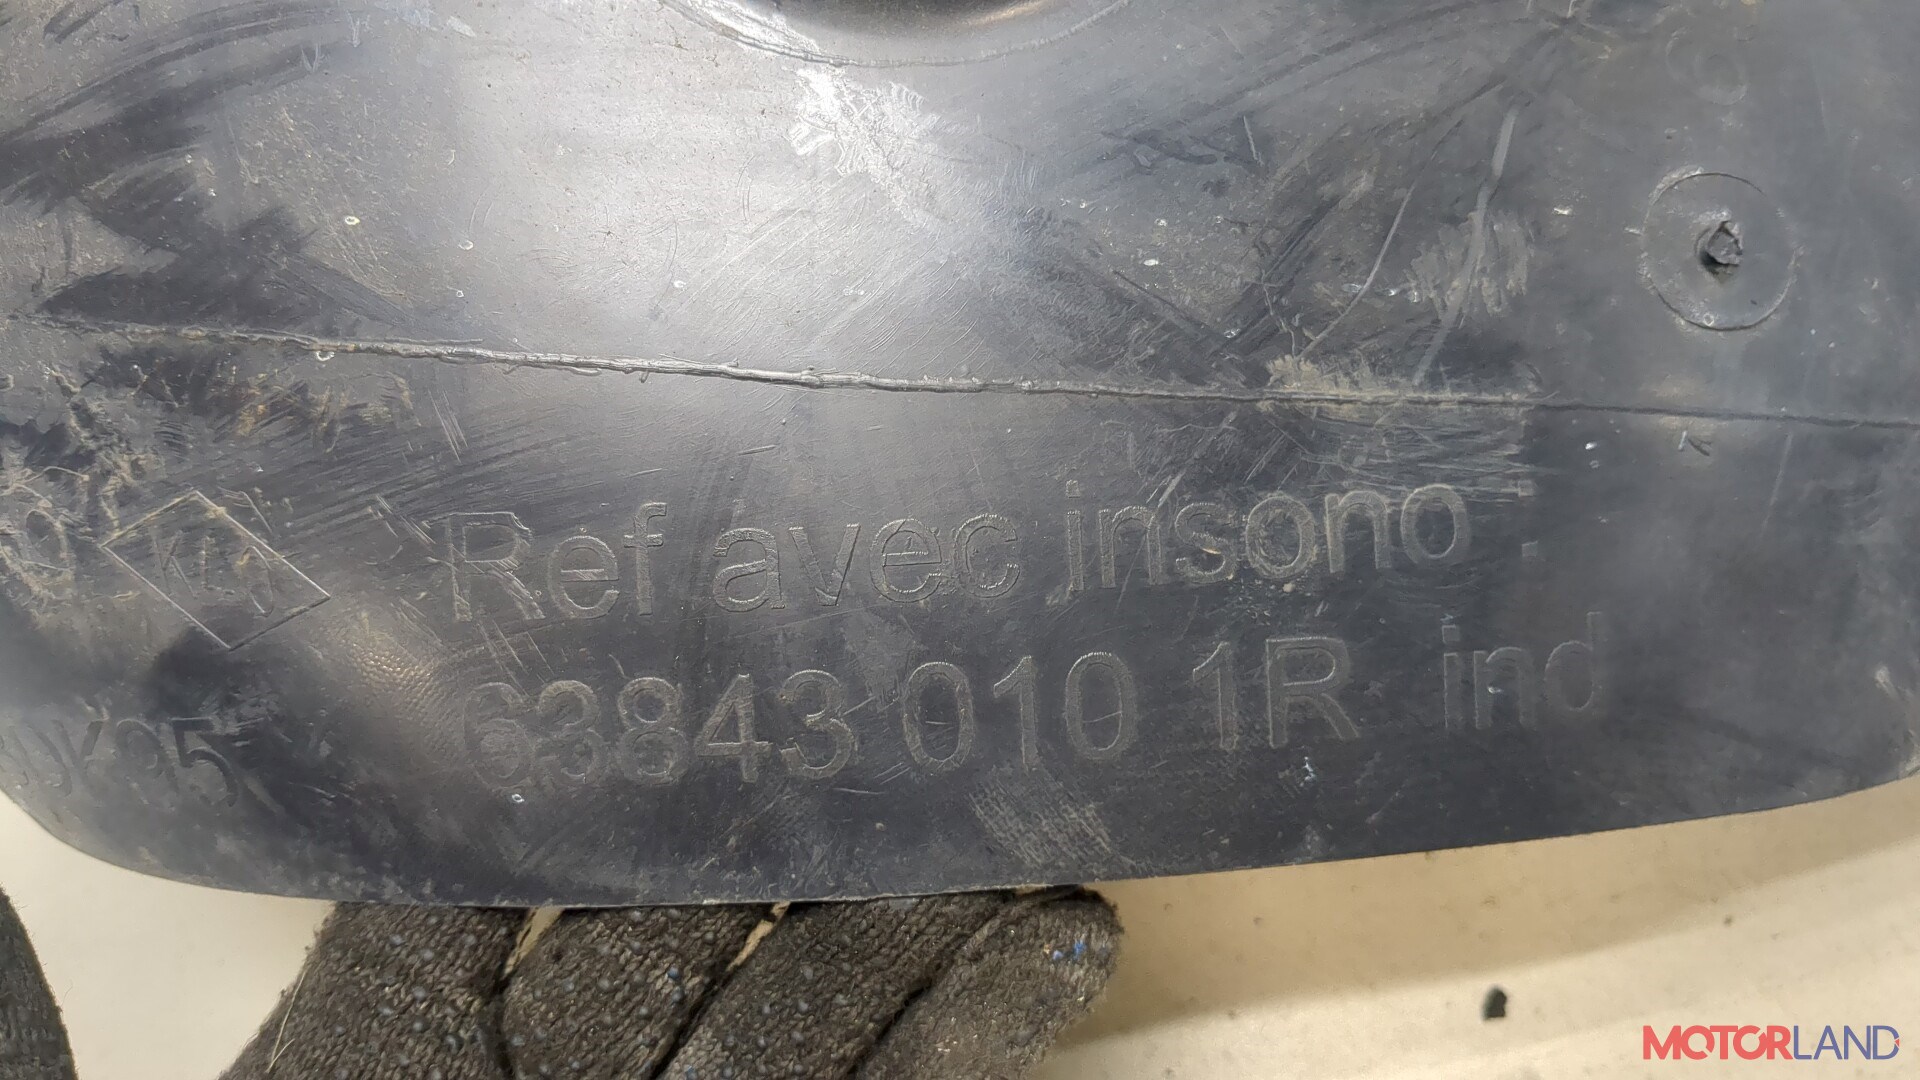 Ref avec insono :
63843 010 1R ind
MOTORLAND